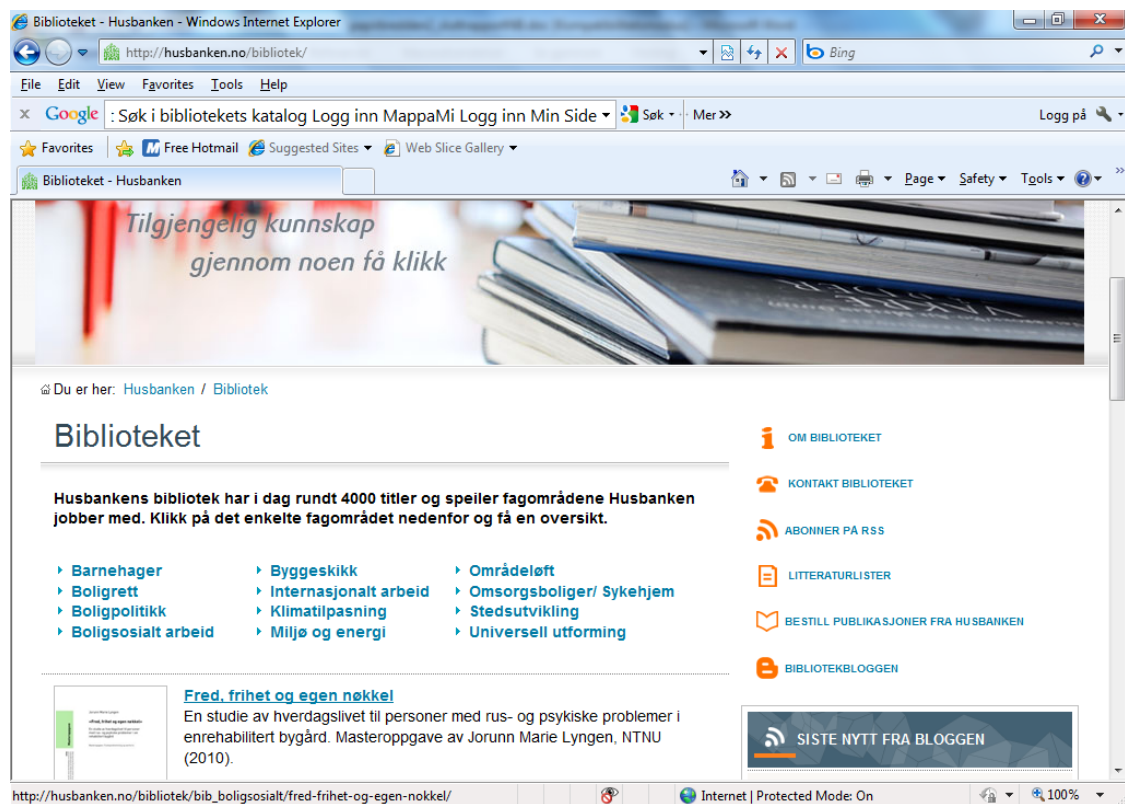 Biblioteket - Husbanken - Windows Internet Explorer
http://husbanken.no/bibliotek/
Bing
File Edit View Favorites Tools Help
x Google : Søk i bibliotekets katalog Logg inn MappaMi Logg inn Min Side Søk Mer >> Logg på
Favorites Free Hotmail Suggested Sites Web Slice Gallery
Biblioteket - Husbanken Page Safety Tools
Tilgjengelig kunnskap
gjennom noen få klikk
Du er her: Husbanken / Bibliotek
Biblioteket
Husbankens bibliotek har i dag rundt 4000 titler og speiler fagområdene Husbanken
jobber med. Klikk på det enkelte fagområdet nedenfor og få en oversikt.
Barnehager
Boligrett
Boligpolitikk
Boligsosialt arbeid
Byggeskikk
Internasjonalt arbeid
Klimatilpasning
Miljø og energi
Områdeløft
Omsorgsboliger/ Sykehjem
Stedsutvikling
Universell utforming
Fred, frihet og egen nøkkel
En studie av hverdagslivet til personer med rus- og psykiske problemer i
enrehabilitert bygård. Masteroppgave av Jorunn Marie Lyngen, NTNU
(2010).
OM BIBLIOTEKET
KONTAKT BIBLIOTEKET
ABONNER PÅ RSS
LITTERATURLISTER
BESTILL PUBLIKASJONER FRA HUSBANKEN
BIBLIOTEKBLOGGEN
SISTE NYTT FRA BLOGGEN
http://husbanken.no/bibliotek/bib_boligsosialt/fred-frihet-og-egen-nokkel/
Internet | Protected Mode: On
100%